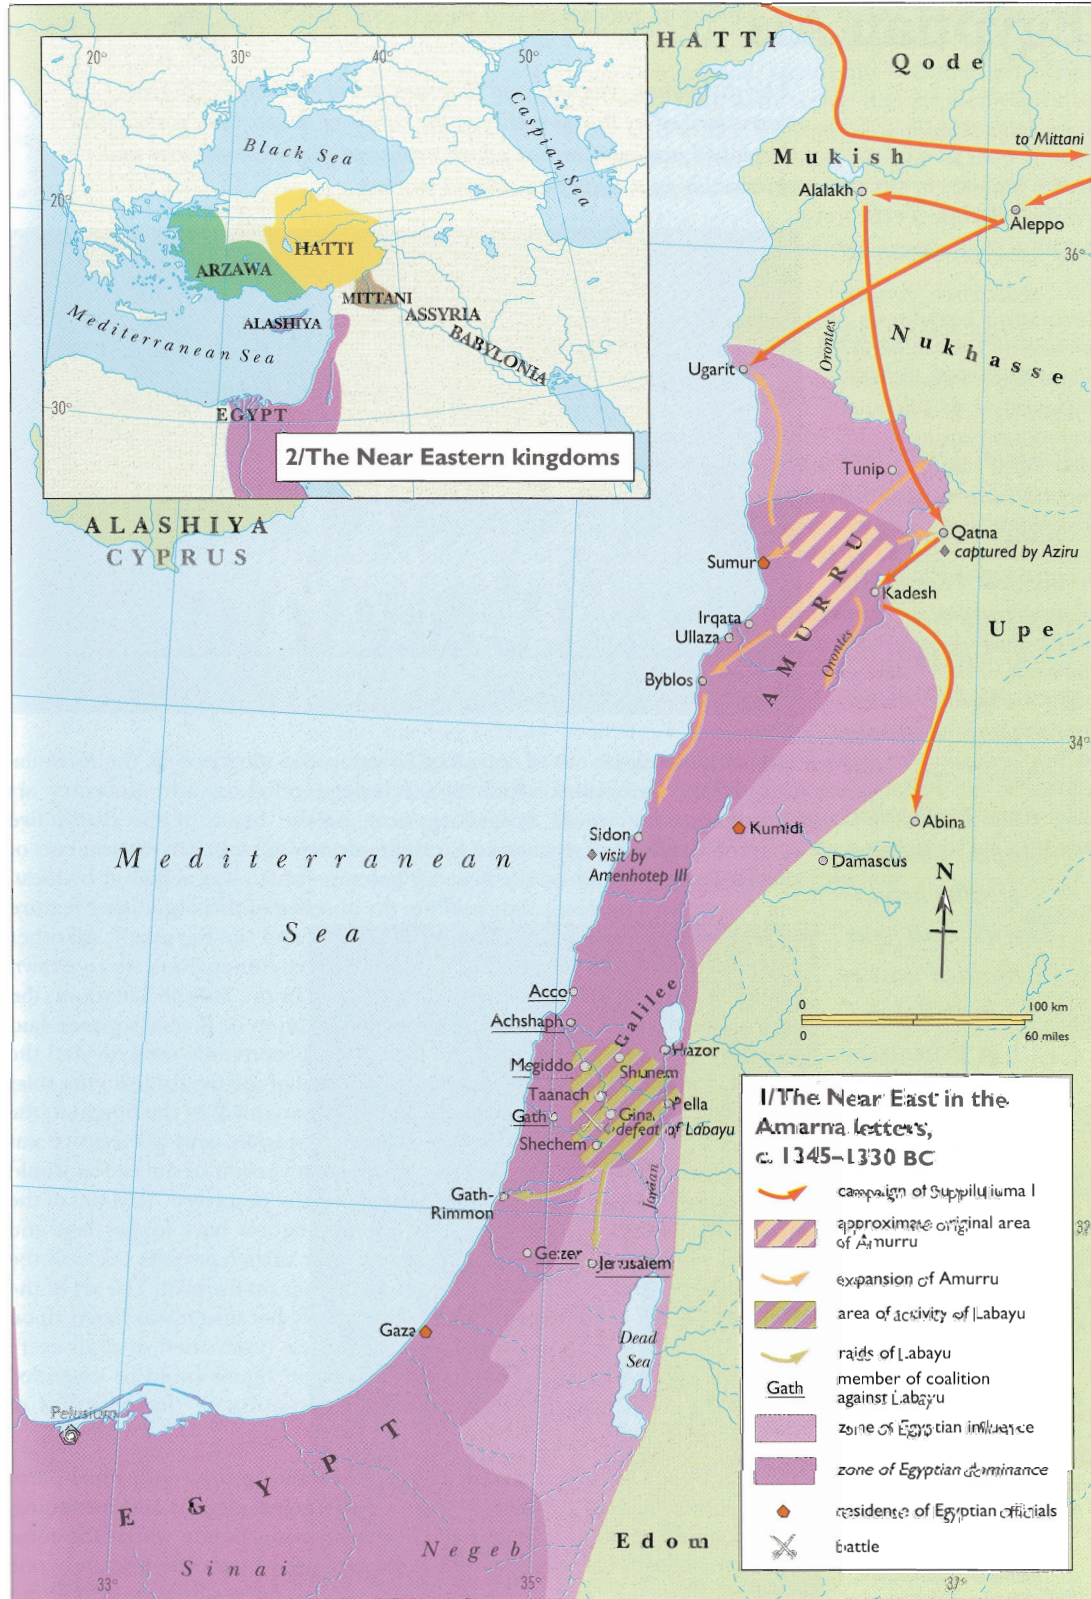 HATTI
Qode
20°
30°
40°
50°
Black Sea
Caspian Sea
20°
HATTI
ARZAWA
MITTANI
ASSYRIA
ALASHIYA
BABYLONIA
Mediterranean Sea
30°
EGYPT
2/The Near Eastern kingdoms
to Mittani
Mukish
Alalakh
Aleppo
36°
Orontes
Nukhasse
Ugarit
Tunip
ALASHIYA
CYPRUS
Qatna
captured by Aziru
Sumur
Kadesh
AMURRU
Irqata
Ullaza
Upe
Orontes
Byblos
34°
Abina
Kumidi
Sidon
visit by
Amenhotep III
Damascus
Mediterranean
Sea
N
Acco
Achshaph
Galilee
0
100 km
0
60 miles
Hazor
Megiddo
Shunem
Taanach
Pella
Gath
Gina
defeat of Labayu
Shechem
Jordan
Gath-
Rimmon
32°
Gezer
Jerusalem
Gaza
Dead
Sea
Pelusium
EGYPT
Sinai
Negeb
Edom
33°
35°
37°
1/The Near East in the
Amarna letters,
c. 1345–1330 BC
campaign of Suppiluliuma I
approximate original area
of Amurru
expansion of Amurru
area of activity of Labayu
raids of Labayu
Gath
member of coalition
against Labayu
zone of Egyptian influence
zone of Egyptian dominance
residence of Egyptian officials
battle